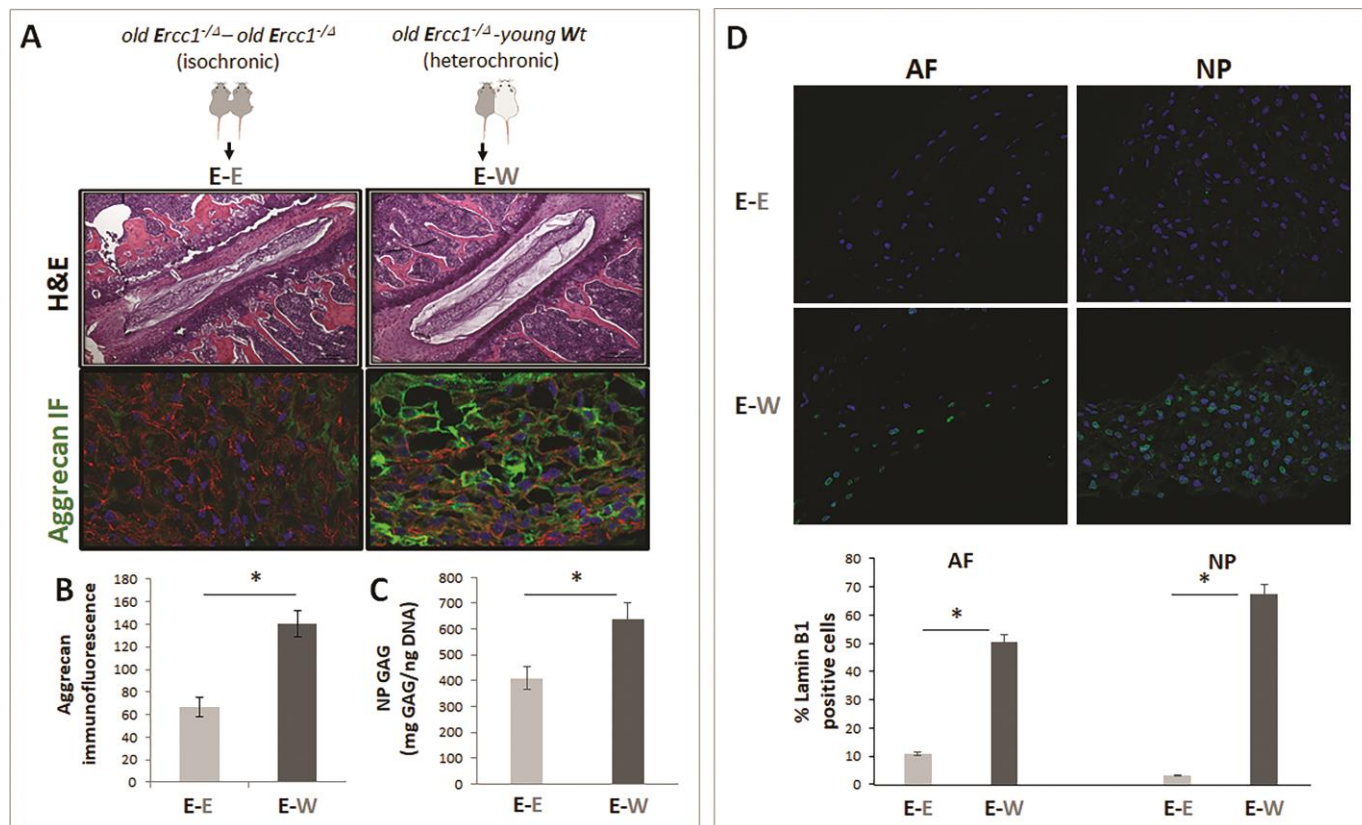 A
old Ercc1-/Δ– old Ercc1-/Δ
(isochronic)
E-E
old Ercc1-/Δ-young Wt
(heterochronic)
E-W
H&E
Aggrecan IF
B
Aggrecan
immunofluorescence
180
160
140
120
100
80
60
40
20
0
*
E-E
E-W
C
NP GAG
(mg GAG/ng DNA)
800
700
600
500
400
300
200
100
0
*
E-E
E-W
D
AF
NP
E-E
E-W
% Lamin B1
positive cells
80
70
60
50
40
30
20
10
0
AF
*
NP
*
E-E
E-W
E-E
E-W